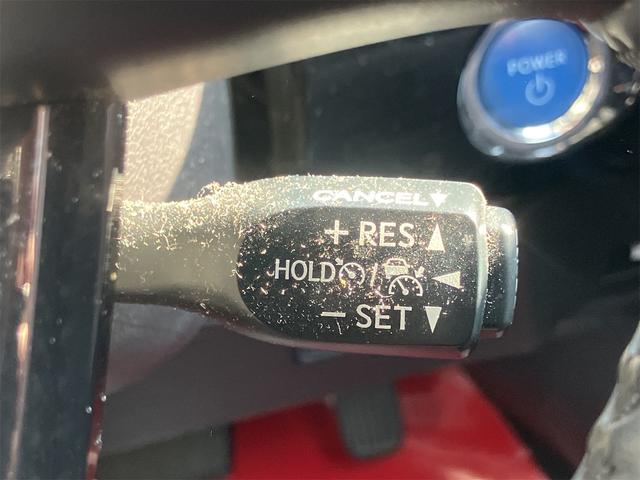 POWER
CANCEL
+ RES
HOLD /
− SET